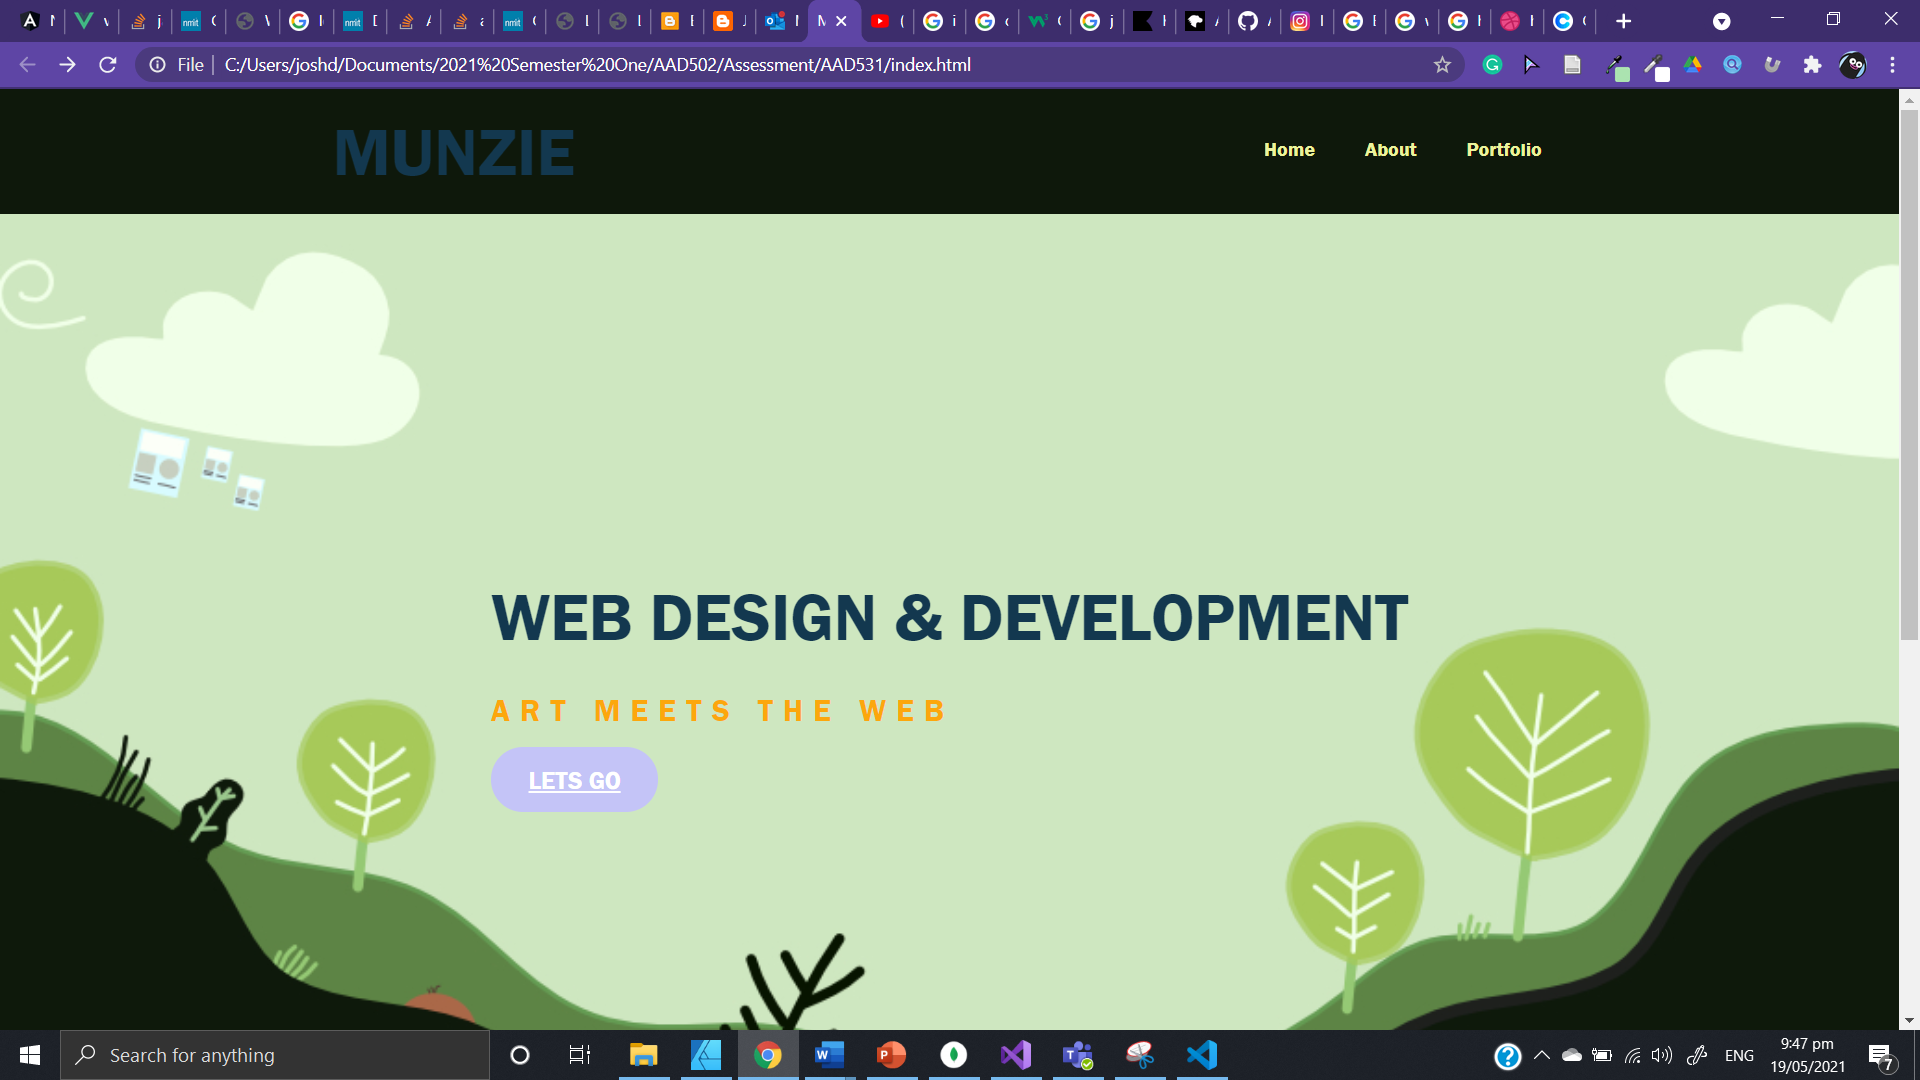 File
C:/Users/joshd/Documents/2021%20Semester%20One/AAD502/Assessment/AAD531/index.html
MUNZIE
Home About Portfolio
WEB DESIGN & DEVELOPMENT
ART MEETS THE WEB
LETS GO
Search for anything
ENG
9:47 pm
19/05/2021
7